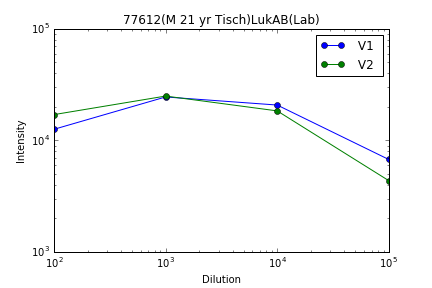 77612(M 21 yr Tisch)LukAB(Lab)
10^5
10^4
10^3
Intensity
V1
V2
10^2 10^3 10^4 10^5
Dilution